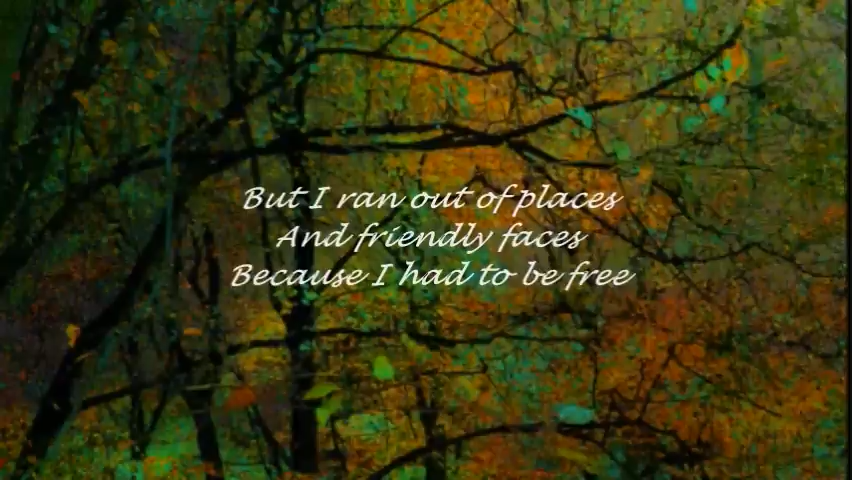 But I ran out of places
And friendly faces
Because I had to be free